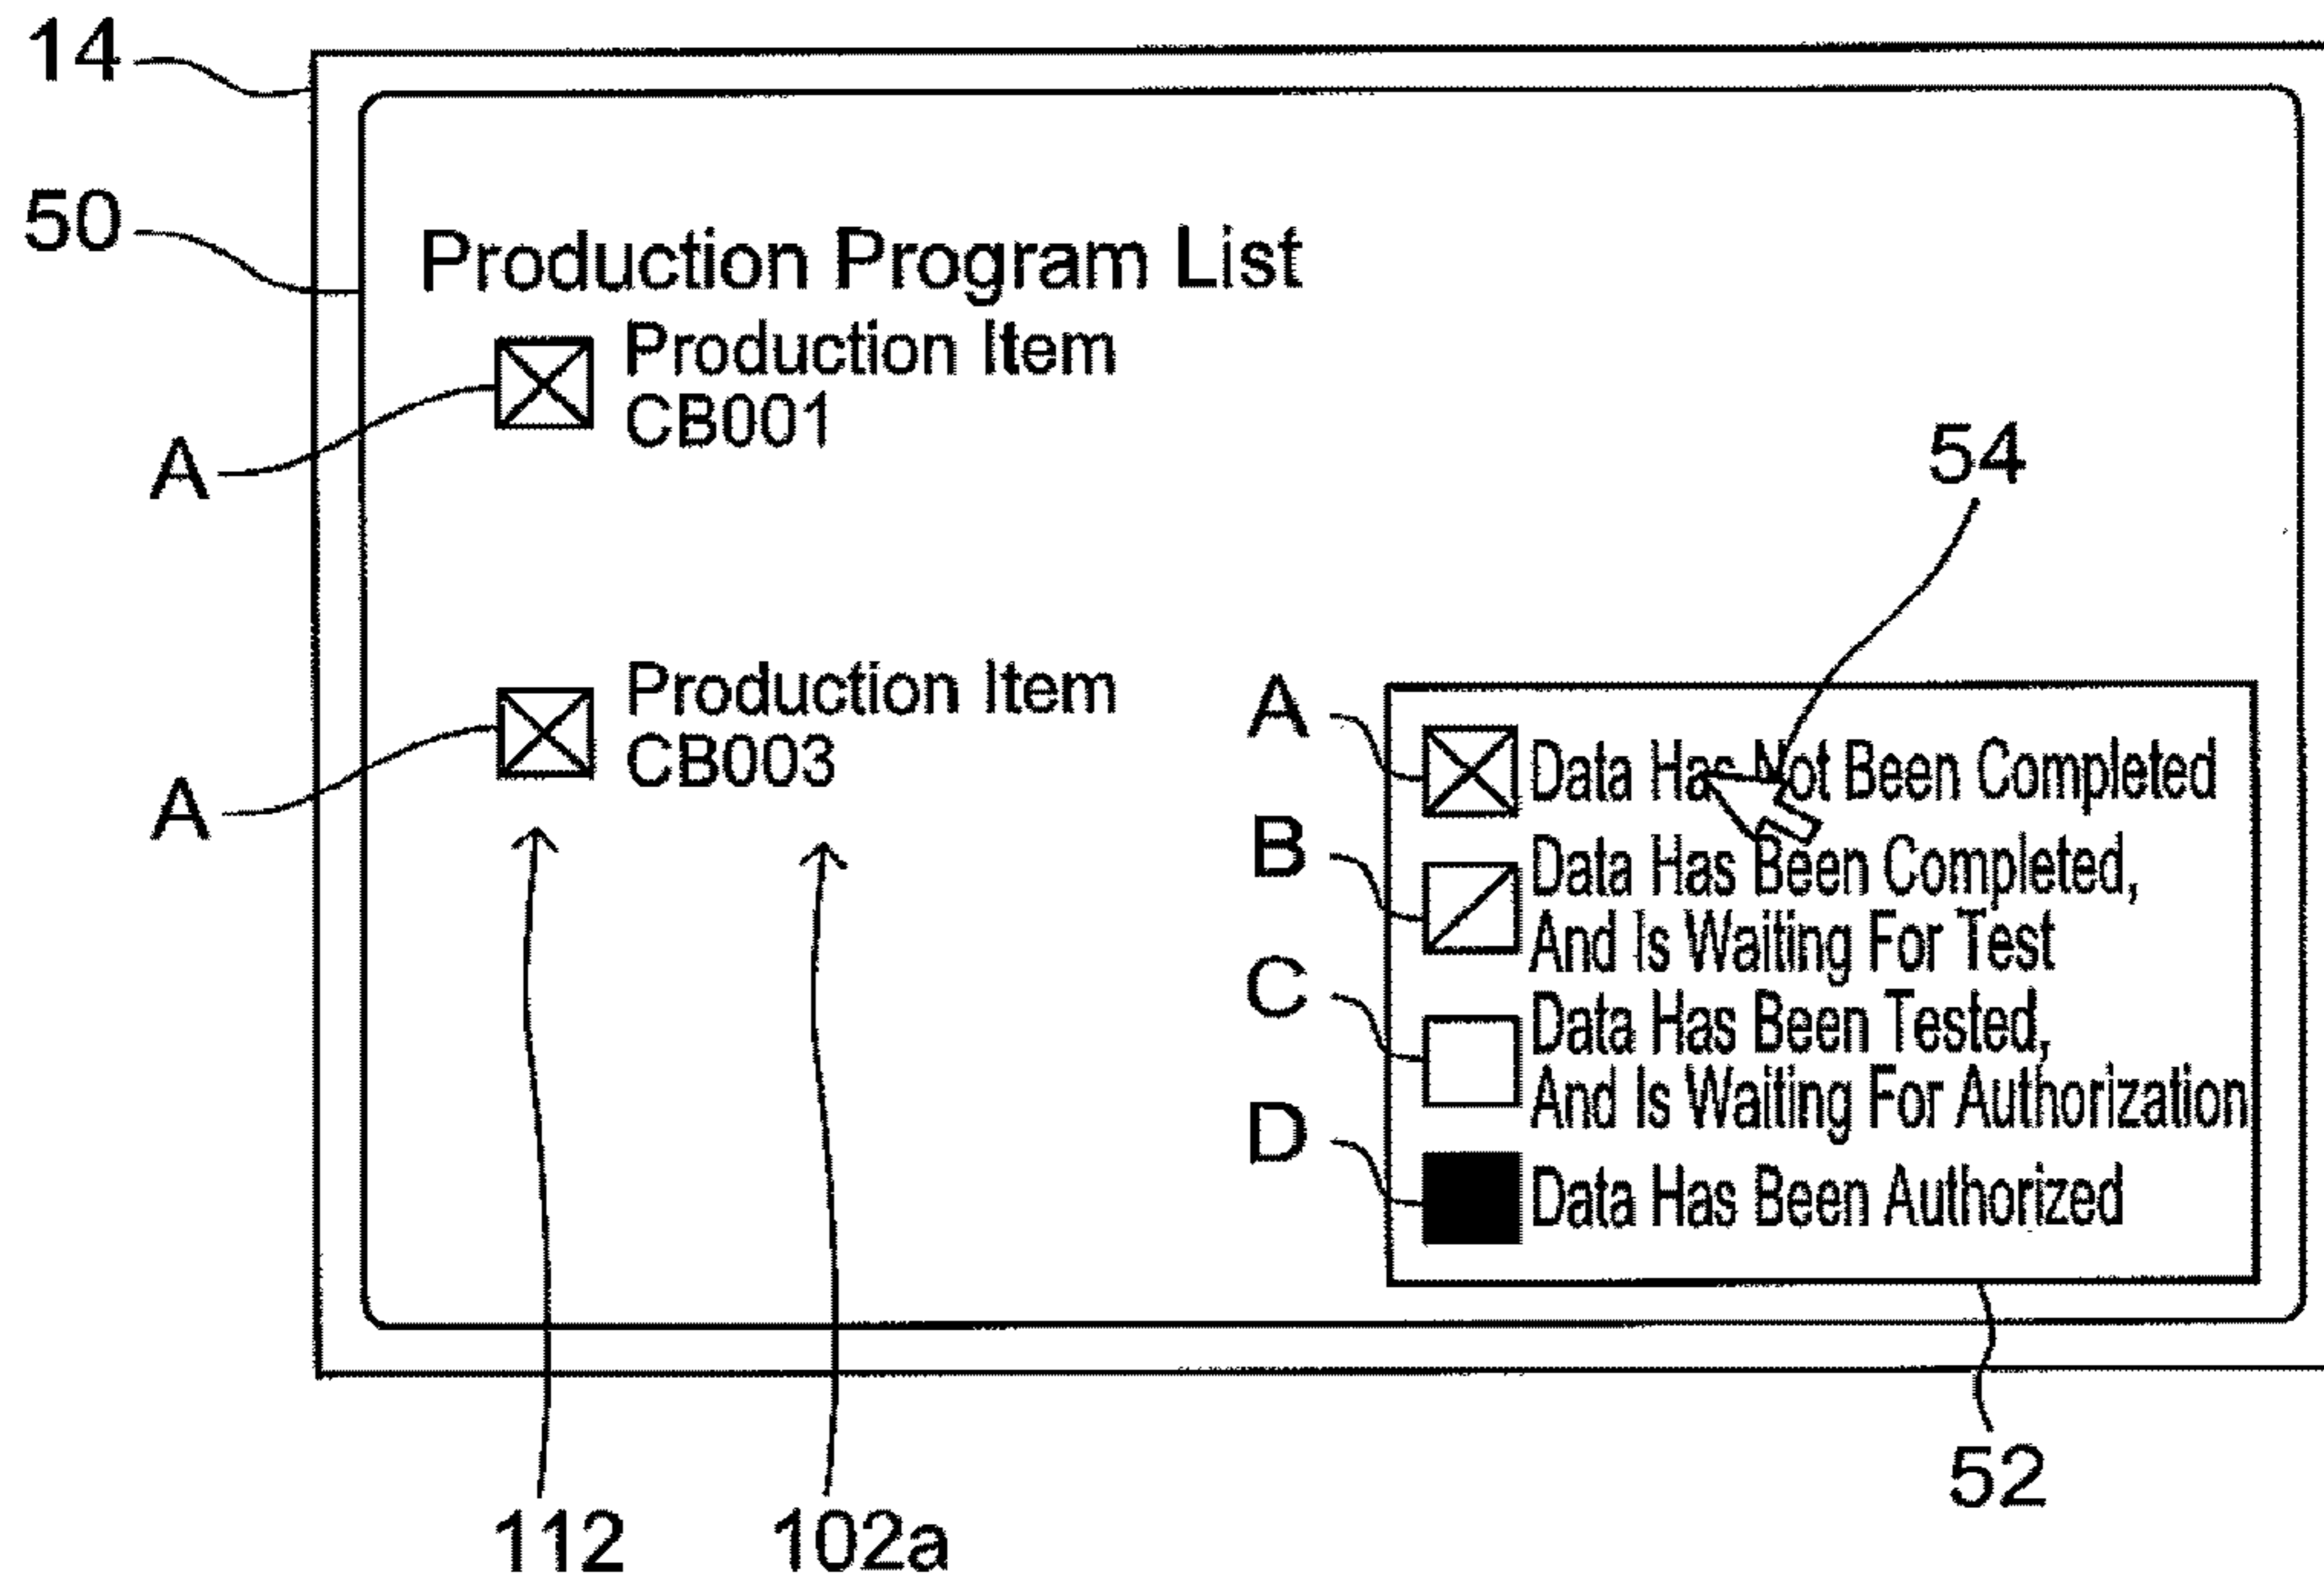 14
50
Production Program List
Production Item
CB001
A
54
Production Item
CB003
A
A
Data Has Not Been Completed
B
Data Has Been Completed,
And Is Waiting For Test
C
Data Has Been Tested,
And Is Waiting For Authorization
D
Data Has Been Authorized
52
112
102a